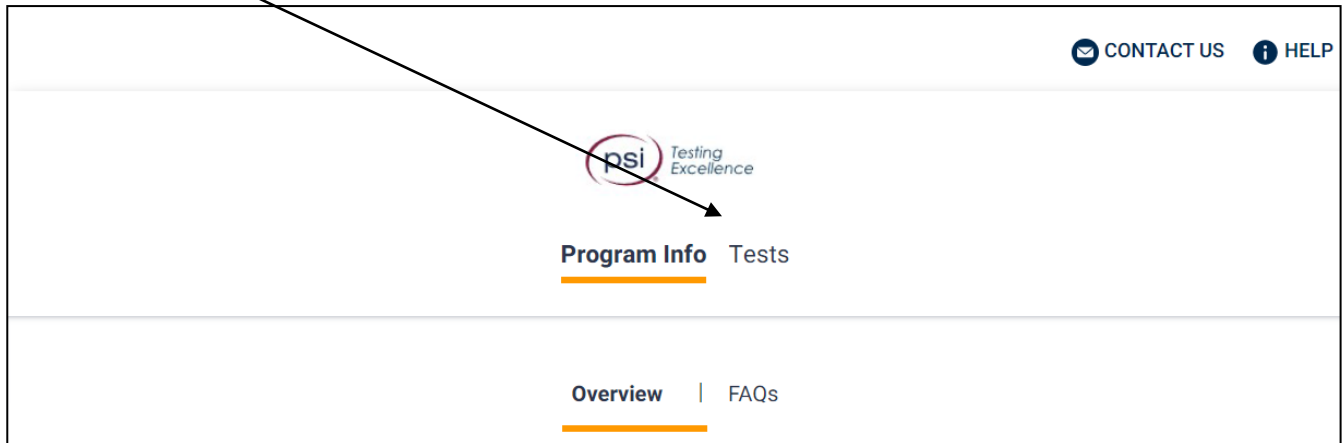 CONTACT US HELP
psi Testing
Excellence
Program Info Tests
Overview | FAQs